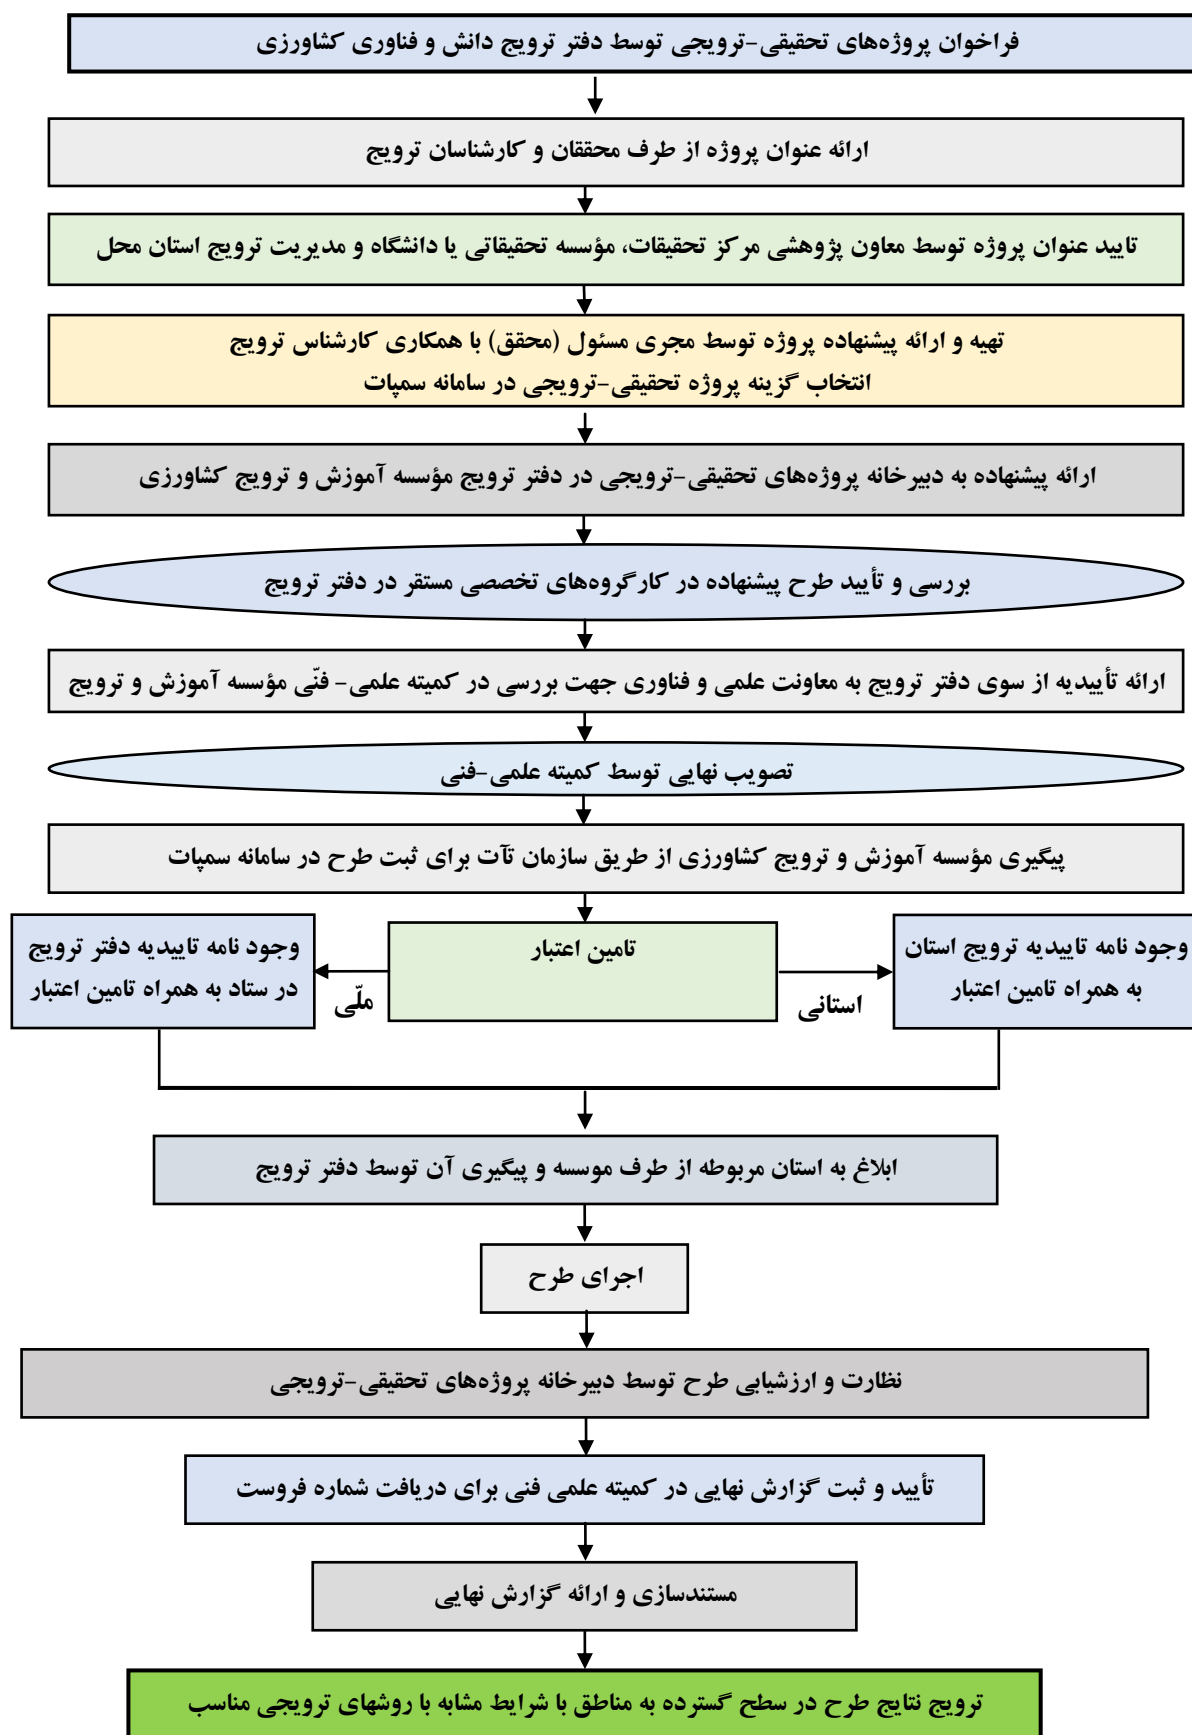 فراخوان پروژه‌های تحقیقی-ترویجی توسط دفتر ترویج دانش و فناوری کشاورزی
ارائه عنوان پروژه از طرف محققان و کارشناسان ترویج
تایید عنوان پروژه توسط معاون پژوهشی مرکز تحقیقات، مؤسسه تحقیقاتی یا دانشگاه و مدیریت ترویج استان محل
تهیه و ارائه پیشنهاده پروژه توسط مجری مسئول (محقق) با همکاری کارشناس ترویج
انتخاب گزینه پروژه تحقیقی-ترویجی در سامانه سمپات
ارائه پیشنهاده به دبیرخانه پروژه‌های تحقیقی-ترویجی در دفتر ترویج مؤسسه آموزش و ترویج کشاورزی
بررسی و تأیید طرح پیشنهاده در کارگروه‌های تخصصی مستقر در دفتر ترویج
ارائه تأییدیه از سوی دفتر ترویج به معاونت علمی و فناوری جهت بررسی در کمیته علمی- فنّی مؤسسه آموزش و ترویج
تصویب نهایی توسط کمیته علمی-فنی
پیگیری مؤسسه آموزش و ترویج کشاورزی از طریق سازمان تآت برای ثبت طرح در سامانه سمپات
وجود نامه تاییدیه ترویج استان
به همراه تامین اعتبار
استانی
تامین اعتبار
ملّی
وجود نامه تاییدیه دفتر ترویج
در ستاد به همراه تامین اعتبار
ابلاغ به استان مربوطه از طرف موسسه و پیگیری آن توسط دفتر ترویج
اجرای طرح
نظارت و ارزشیابی طرح توسط دبیرخانه پروژه‌های تحقیقی-ترویجی
تأیید و ثبت گزارش نهایی در کمیته علمی فنی برای دریافت شماره فروست
مستندسازی و ارائه گزارش نهایی
ترویج نتایج طرح در سطح گسترده به مناطق با شرایط مشابه با روشهای ترویجی مناسب